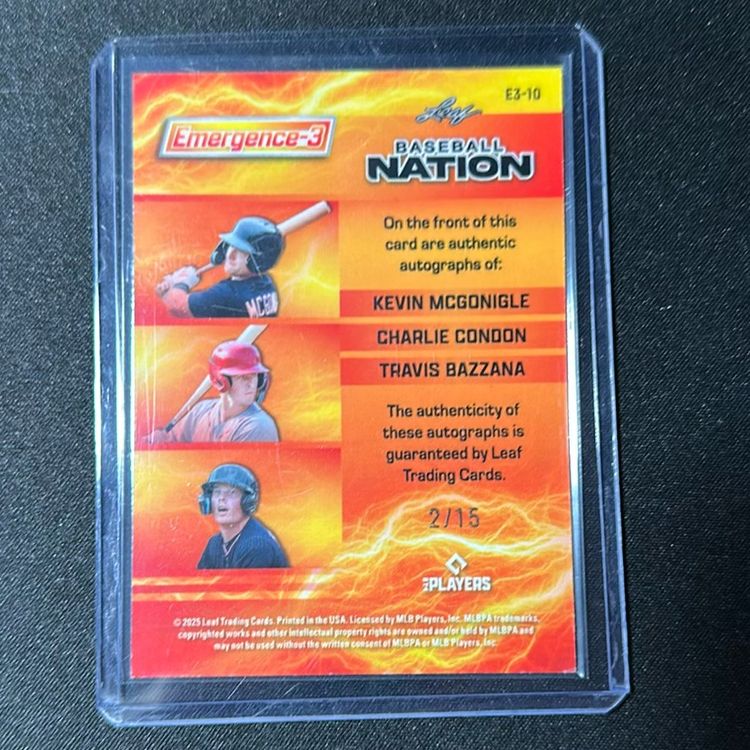 E3-10
Leaf
Emergence-3
BASEBALL
NATION
On the front of this
card are authentic
autographs of:
KEVIN MCGONIGLE
CHARLIE CONDON
TRAVIS BAZZANA
The authenticity of
these autographs is
guaranteed by Leaf
Trading Cards.
2/15
MLB PLAYERS
© 2025 Leaf Trading Cards. Printed in the USA. Licensed by MLB Players, Inc. MLBPA trademarks,
copyrighted works and other intellectual property rights are owned and/or held by MLBPA and
may not be used without the written consent of MLBPA or MLB Players, Inc.